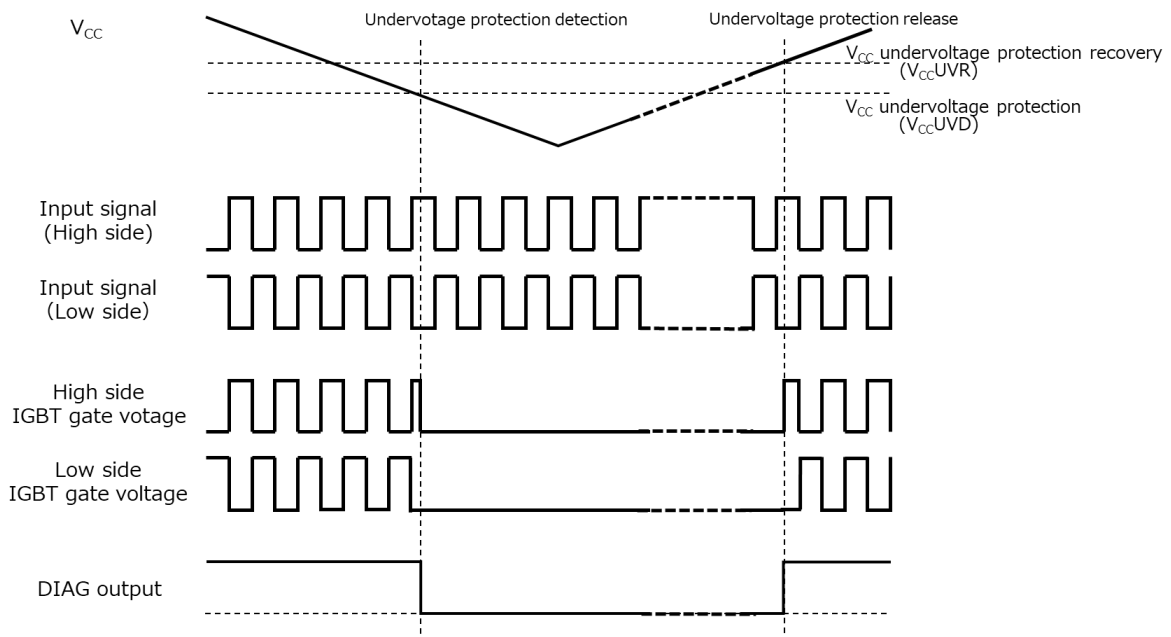 Undervotage protection detection
Undervoltage protection release
VCC
VCC undervoltage protection recovery
(VCCUVR)
VCC undervoltage protection
(VCCUVD)
Input signal
(High side)
Input signal
(Low side)
High side
IGBT gate votage
Low side
IGBT gate voltage
DIAG output